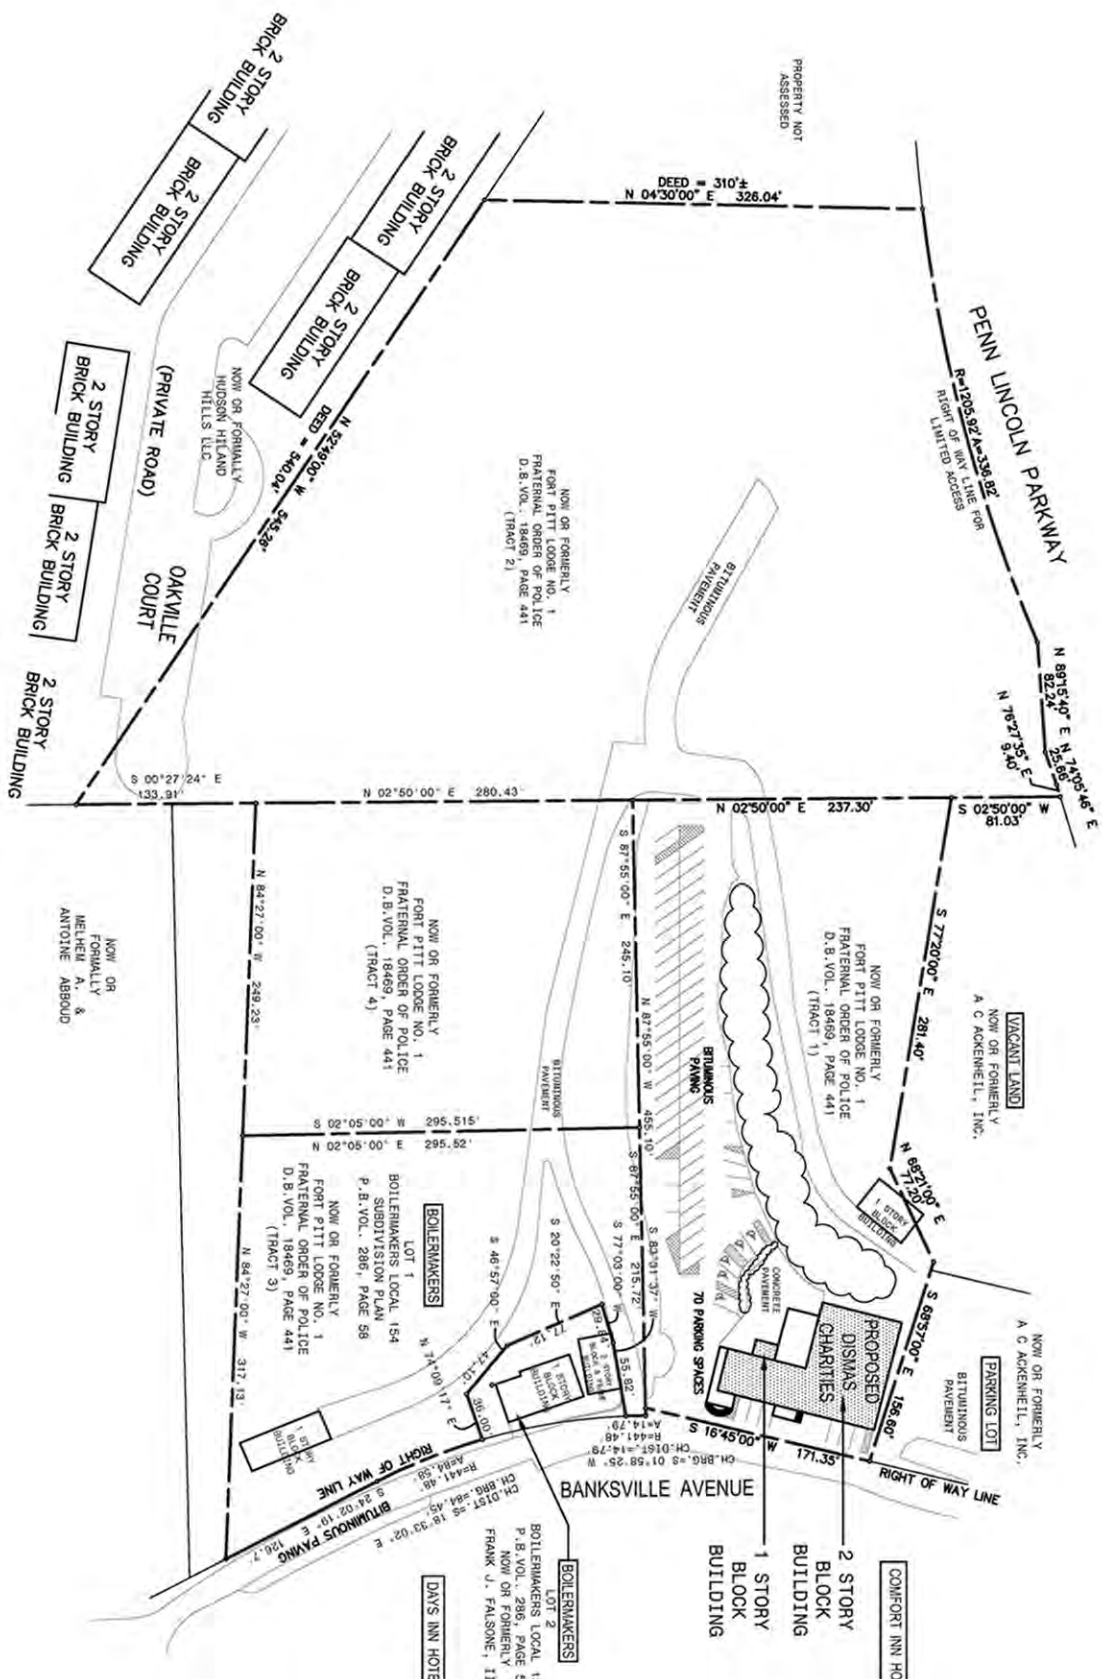 PROPERTY NOT
ASSESSED
DEED = 310'±
N 04°30'00" E 326.04'
PENN LINCOLN PARKWAY
R=1205.92' A=336.82'
RIGHT OF WAY LINE FOR
LIMITED ACCESS
N 89°15'40" E
82.24'
N 74°05'46" E
25.66'
N 76°27'35" E
9.40'
2 STORY
BRICK BUILDING
2 STORY
BRICK BUILDING
2 STORY
BRICK BUILDING
2 STORY
BRICK BUILDING
NOW OR FORMALLY
HUDSON HILAND
HILLS LLC
N 52°49'00" W 545.26'
DEED = 540.04'
(PRIVATE ROAD)
2 STORY
BRICK BUILDING
2 STORY
BRICK BUILDING
OAKVILLE
COURT
2 STORY
BRICK BUILDING
NOW OR FORMERLY
FORT PITT LODGE NO. 1
FRATERNAL ORDER OF POLICE
D.B.VOL. 18469, PAGE 441
(TRACT 2)
BITUMINOUS
PAVEMENT
S 00°27'24" E
133.91'
N 02°50'00" E 280.43'
N 02°50'00" E 237.30'
S 02°50'00" W
81.03'
S 77°20'00" E 281.40'
VACANT LAND
NOW OR FORMERLY
A C ACKENHEIL, INC.
NOW OR FORMERLY
FORT PITT LODGE NO. 1
FRATERNAL ORDER OF POLICE
D.B.VOL. 18469, PAGE 441
(TRACT 1)
S 87°55'00" E 245.10'
N 87°55'00" W 455.10'
BITUMINOUS
PAVING
NOW OR FORMERLY
FORT PITT LODGE NO. 1
FRATERNAL ORDER OF POLICE
D.B.VOL. 18469, PAGE 441
(TRACT 4)
N 84°27'00" W 249.23'
NOW OR
FORMALLY
MELHEM A. &
ANTOINE ABBOUD
BITUMINOUS
PAVEMENT
S 02°05'00" W 295.515'
N 02°05'00" E 295.52'
N 68°21'00" E
77.20'
1 STORY
BLOCK
BUILDING
S 87°55'00" E 215.72'
S 83°31'37" W
S 77°03'00" W
S 20°22'50" E
S 46°57'00" E
CONCRETE
PAVEMENT
70 PARKING SPACES
BOILERMAKERS
LOT 1
BOILERMAKERS LOCAL 154
SUBDIVISION PLAN
P.B.VOL. 286, PAGE 58
NOW OR FORMERLY
FORT PITT LODGE NO. 1
FRATERNAL ORDER OF POLICE
D.B.VOL. 18469, PAGE 441
(TRACT 3)
N 84°27'00" W 317.13'
N 74°09'17" E
36.00'
47.10'
77.12'
55.82'
1 STORY
BLOCK
BUILDING
1 STORY
BLOCK
BUILDING
PROPOSED
DISMAS
CHARITIES
S 68°57'00" E 156.60'
NOW OR FORMERLY
A C ACKENHEIL, INC.
PARKING LOT
BITUMINOUS
PAVEMENT
S 16°45'00" W 171.35'
RIGHT OF WAY LINE
A=14.79'
R=441.48'
CH.DIST.=14.79'
CH.BRG.=S 01°58'25" W
BANKSVILLE AVENUE
RIGHT OF WAY LINE
A=84.58'
R=441.48'
CH.DIST.=84.45'
CH.BRG.=S 18°33'02" E
S 24°02'19" E 126.7'
BITUMINOUS PAVING
2 STORY
BLOCK
BUILDING
1 STORY
BLOCK
BUILDING
COMFORT INN HO
BOILERMAKERS
LOT 2
BOILERMAKERS LOCAL
P.B.VOL. 286, PAGE
NOW OR FORMERLY
FRANK J. FALSONE,
DAYS INN HOTE